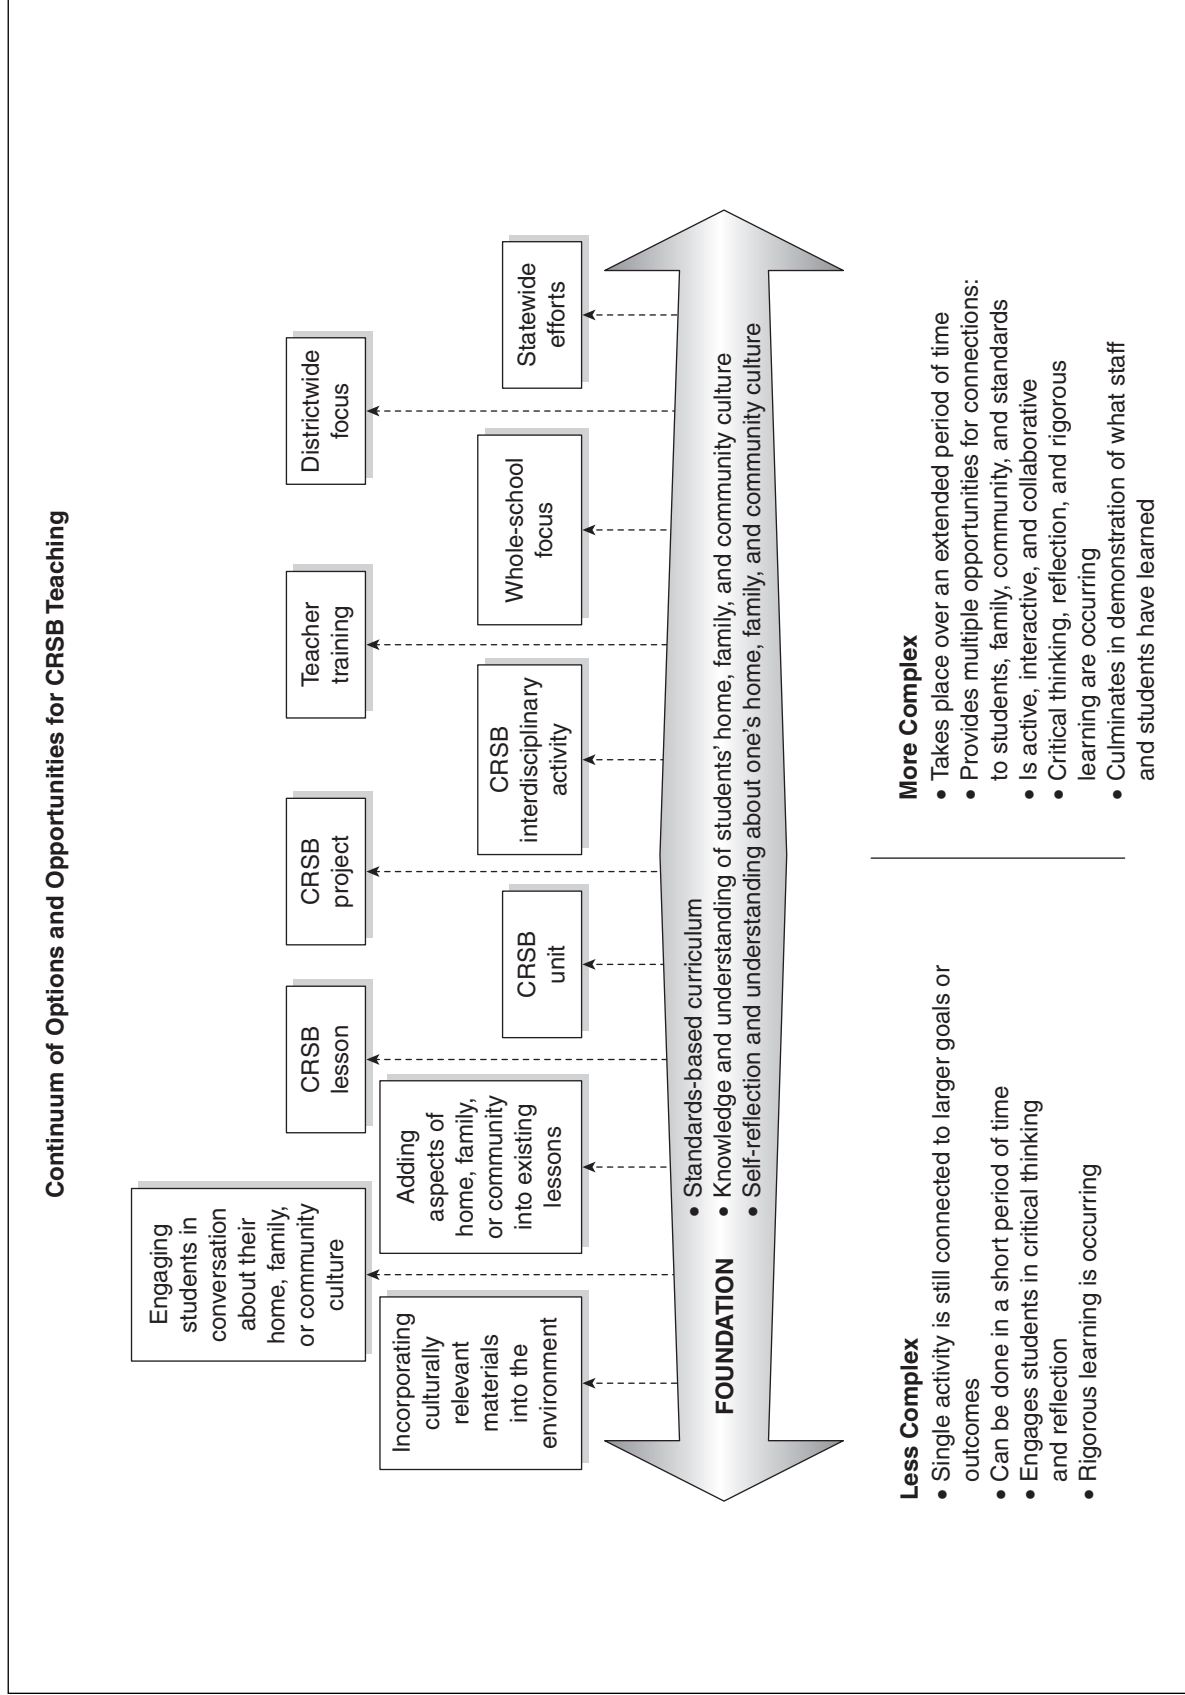 Continuum of Options and Opportunities for CRSB Teaching
Engaging
students in
conversation
about their
home, family,
or community
culture
Incorporating
culturally
relevant
materials
into the
environment
Adding
aspects of
home, family,
or community
into existing
lessons
CRSB
lesson
CRSB
unit
CRSB
project
CRSB
interdisciplinary
activity
Teacher
training
Whole-school
focus
Districtwide
focus
Statewide
efforts
FOUNDATION
• Standards-based curriculum
• Knowledge and understanding of students’ home, family, and community culture
• Self-reflection and understanding about one’s home, family, and community culture
Less Complex
• Single activity is still connected to larger goals or
outcomes
• Can be done in a short period of time
• Engages students in critical thinking
and reflection
• Rigorous learning is occurring
More Complex
• Takes place over an extended period of time
• Provides multiple opportunities for connections:
to students, family, community, and standards
• Is active, interactive, and collaborative
• Critical thinking, reflection, and rigorous
learning are occurring
• Culminates in demonstration of what staff
and students have learned